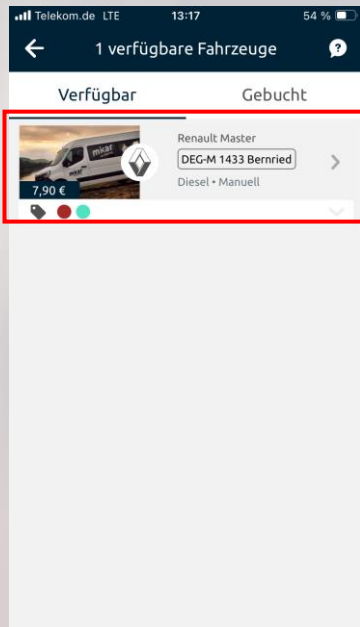 Telekom.de LTE 13:17 54 %
1 verfügbare Fahrzeuge ?
Verfügbar Gebucht
Renault Master
mikar
DEG-M 1433 Bernried
7,90 €
Diesel • Manuell